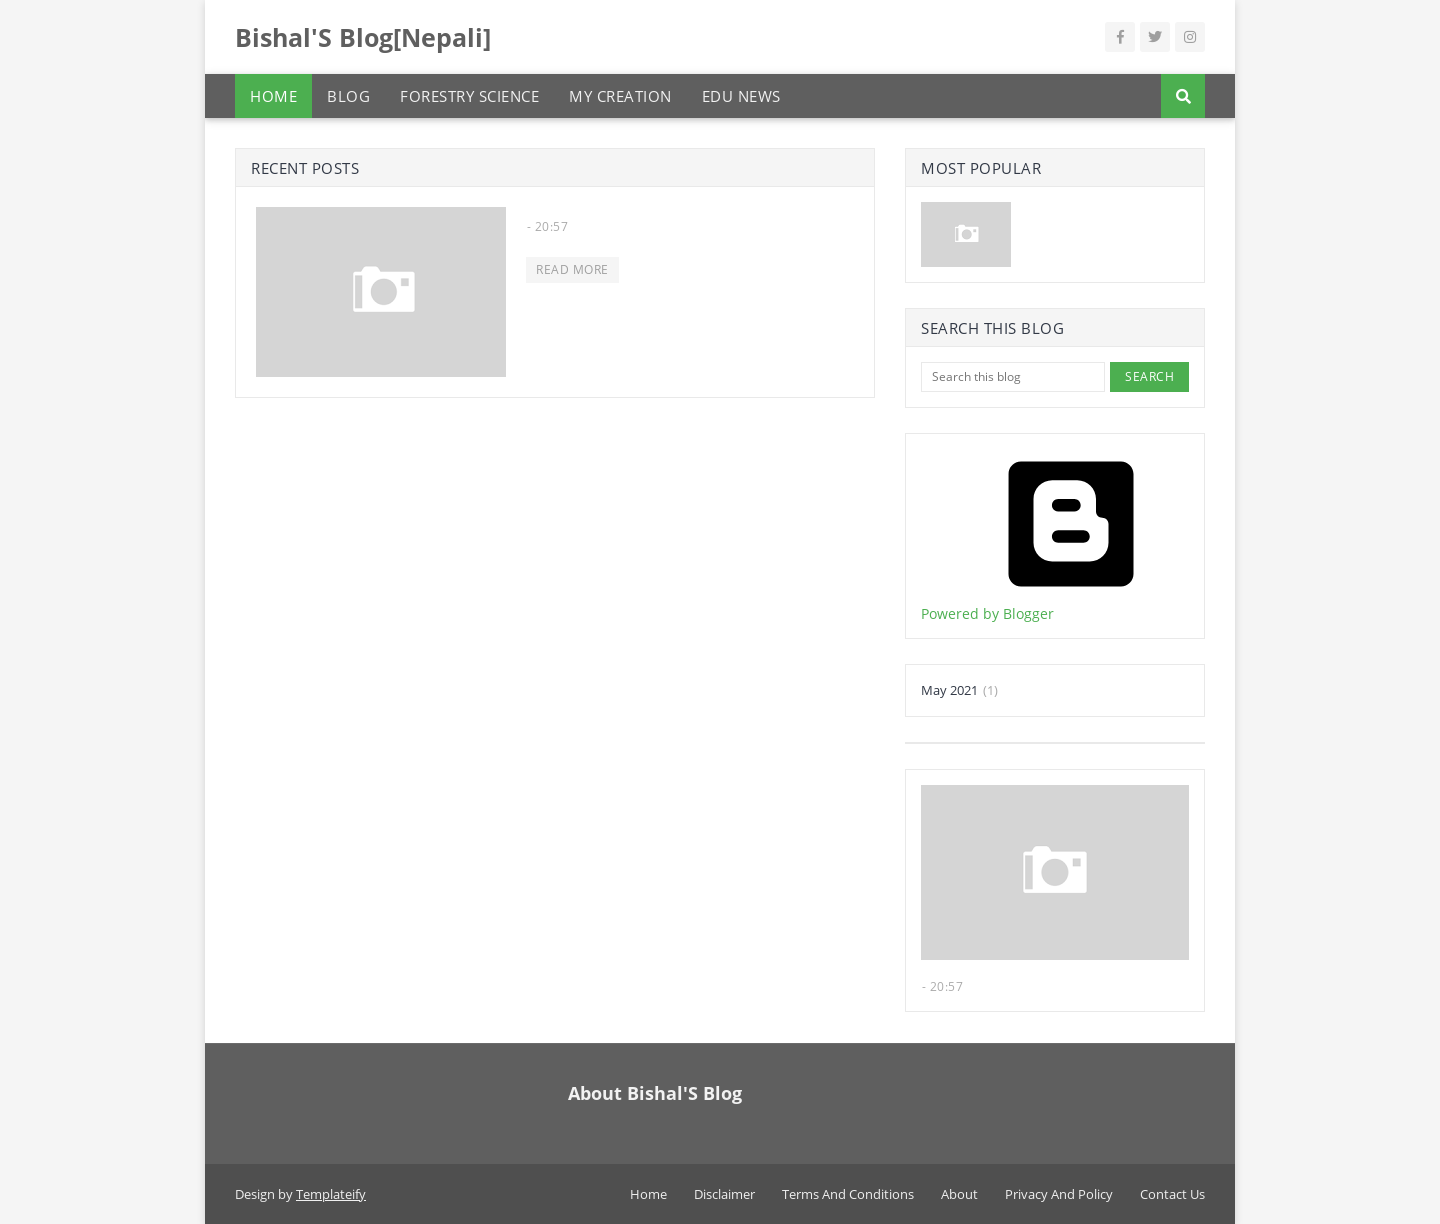 Bishal'S Blog[Nepali]
HOME BLOG FORESTRY SCIENCE MY CREATION EDU NEWS
RECENT POSTS
- 20:57
READ MORE
MOST POPULAR
SEARCH THIS BLOG
Search this blog SEARCH
Powered by Blogger
May 2021 (1)
- 20:57
About Bishal'S Blog
Design by Templateify
Home Disclaimer Terms And Conditions About Privacy And Policy Contact Us